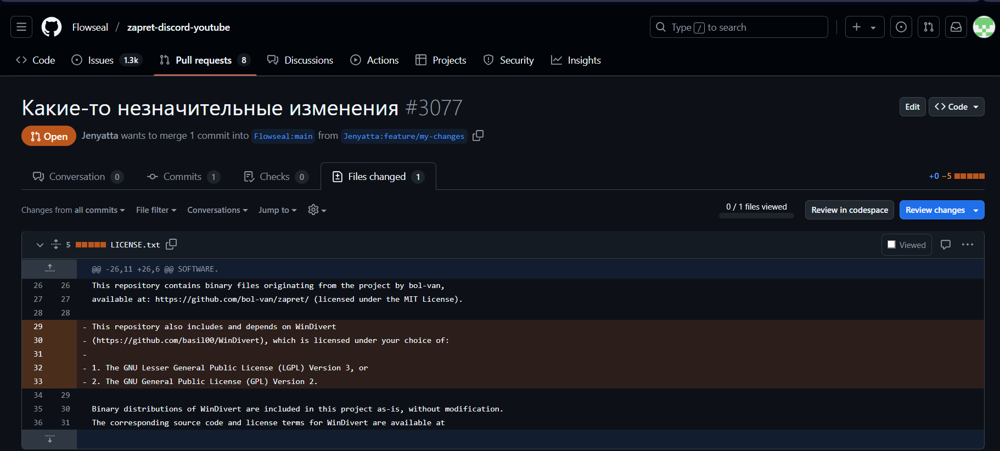 Flowseal / zapret-discord-youtube
Type / to search
Code
Issues 1.3k
Pull requests 8
Discussions
Actions
Projects
Security
Insights
Какие-то незначительные изменения #3077
Edit
Code
Open
Jenyatta wants to merge 1 commit into Flowseal:main from Jenyatta:feature/my-changes
Conversation 0
Commits 1
Checks 0
Files changed 1
+0 −5
Changes from all commits
File filter
Conversations
Jump to
0 / 1 files viewed
Review in codespace
Review changes
5 LICENSE.txt
Viewed
@@ -26,11 +26,6 @@ SOFTWARE.
26 26 This repository contains binary files originating from the project by bol-van,
27 27 available at: https://github.com/bol-van/zapret/ (licensed under the MIT License).
28 28
29 - This repository also includes and depends on WinDivert
30 - (https://github.com/basil00/WinDivert), which is licensed under your choice of:
31 -
32 - 1. The GNU Lesser General Public License (LGPL) Version 3, or
33 - 2. The GNU General Public License (GPL) Version 2.
34 29
35 30 Binary distributions of WinDivert are included in this project as-is, without modification.
36 31 The corresponding source code and license terms for WinDivert are available at